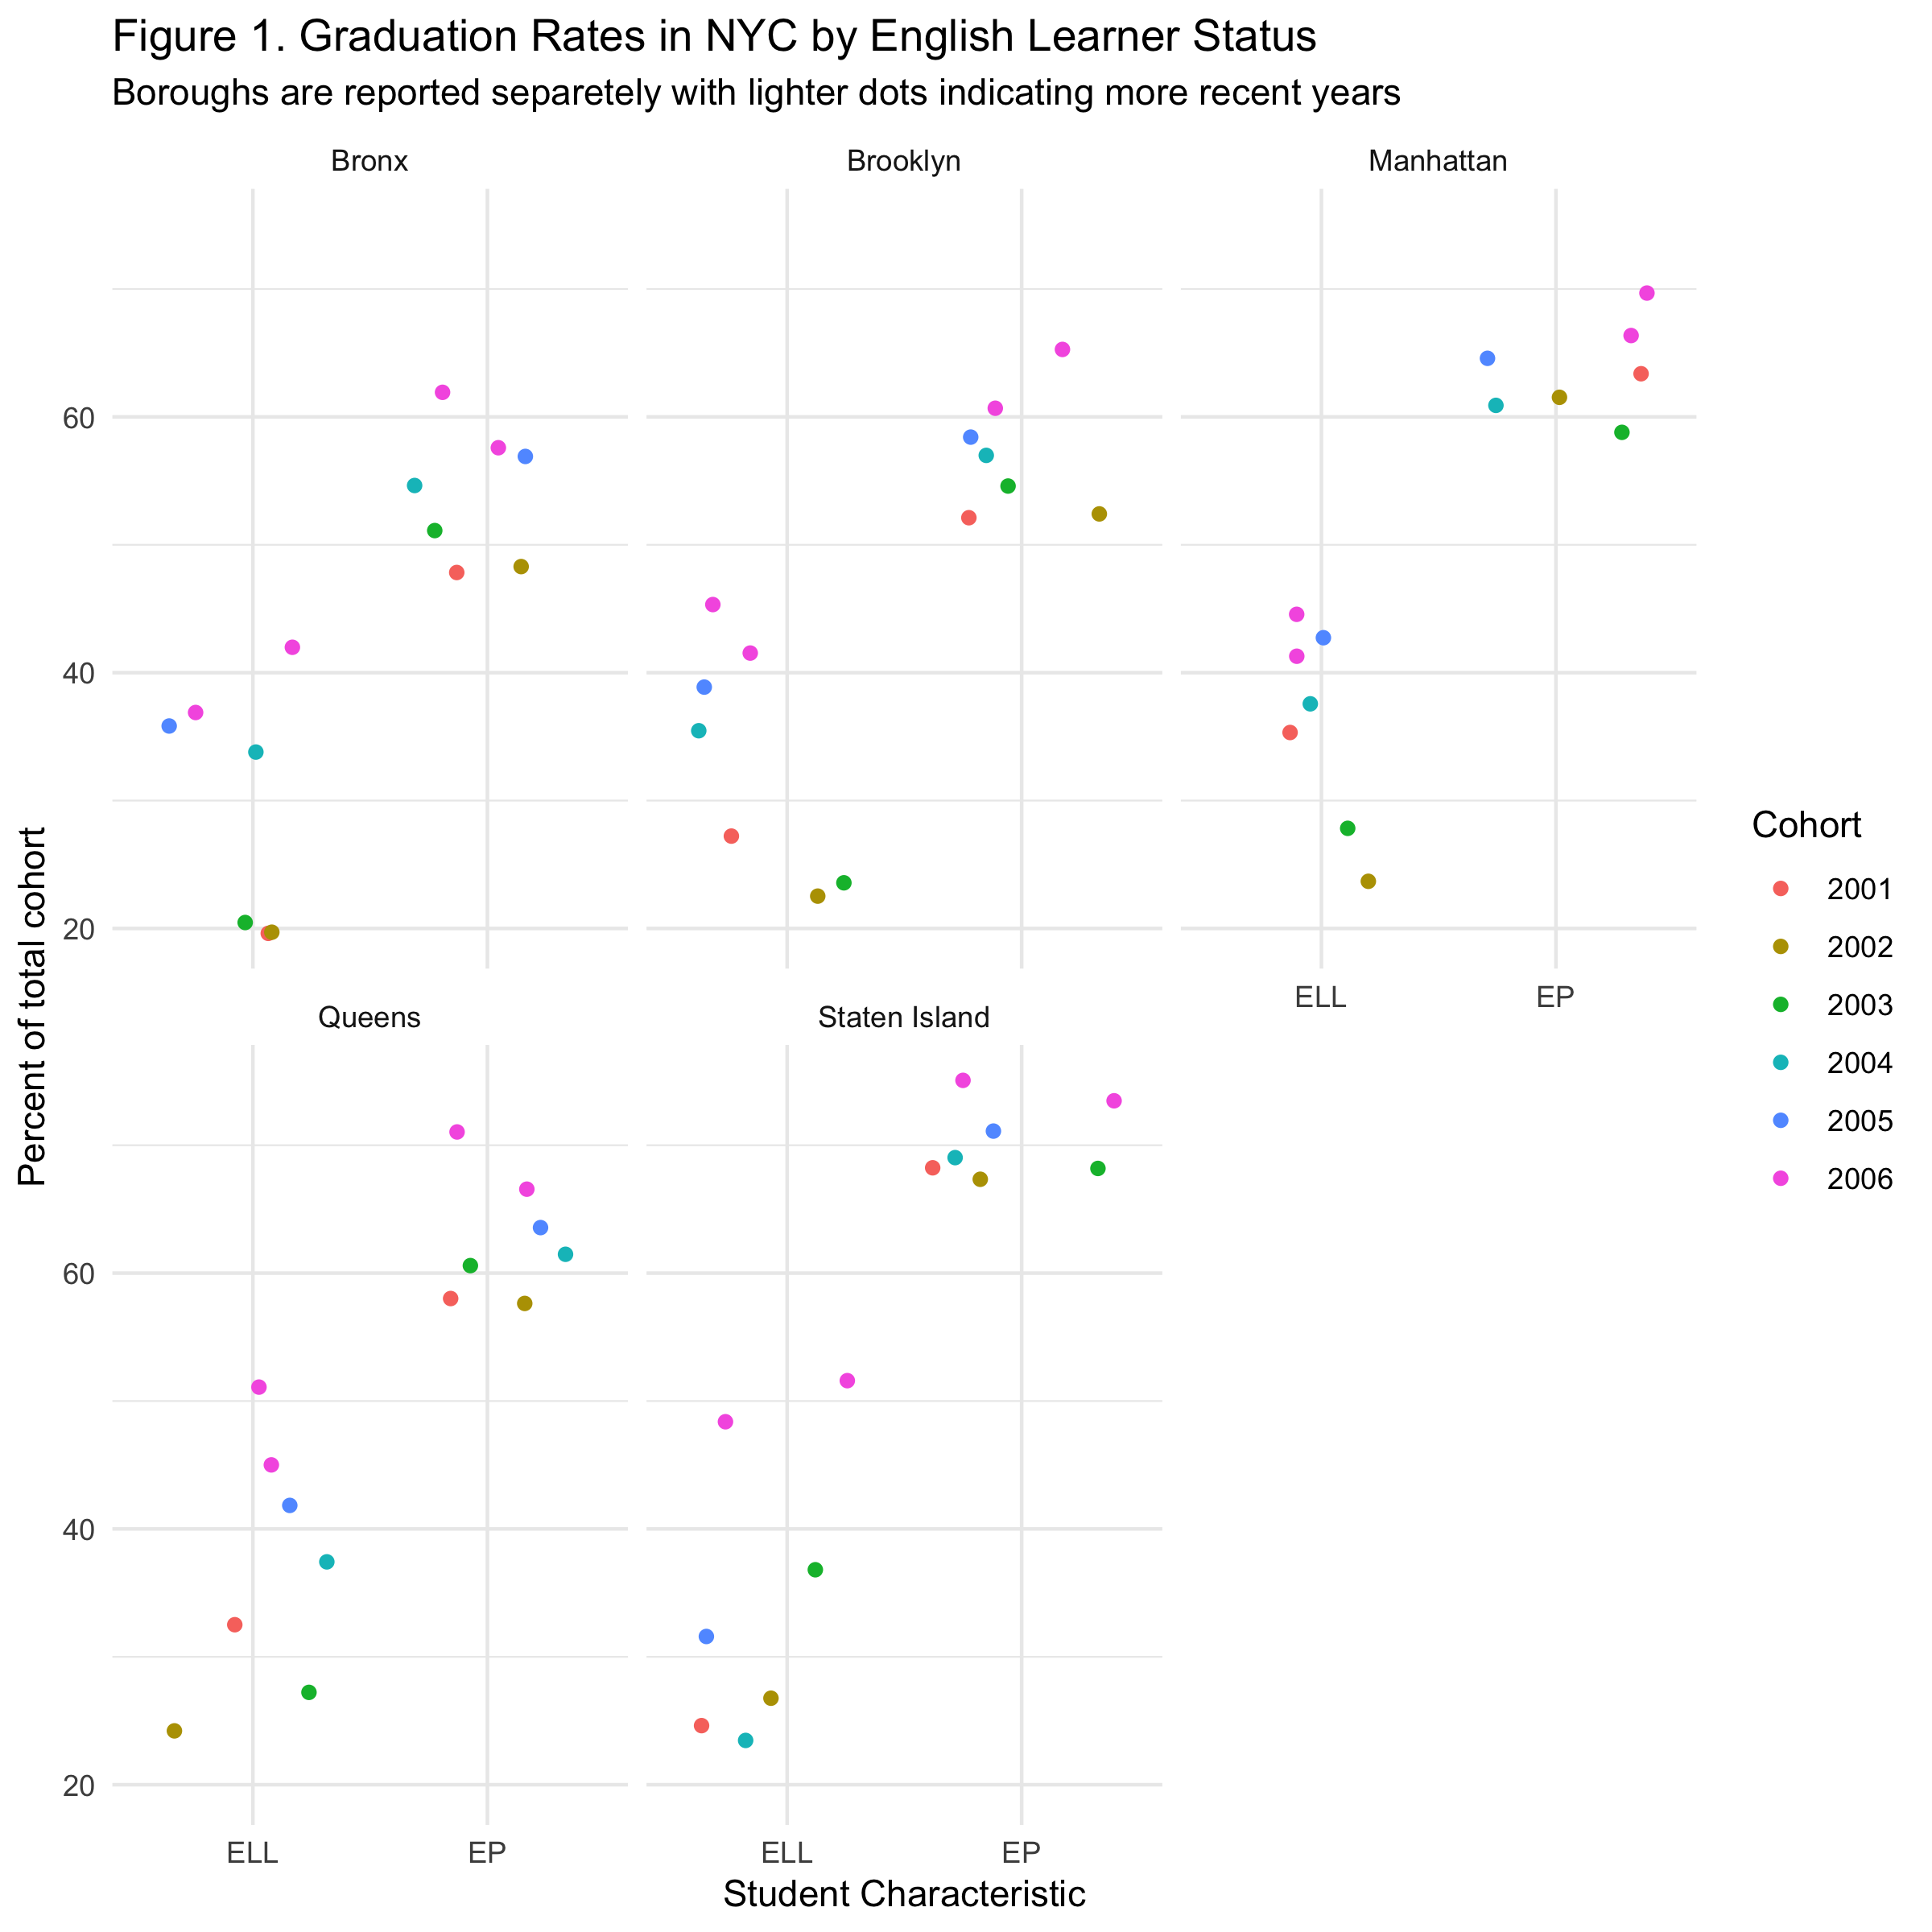 Figure 1. Graduation Rates in NYC by English Learner Status
Boroughs are reported separetely with lighter dots indicating more recent years
Bronx
Brooklyn
Manhattan
60
40
20
ELL
EP
Queens
Staten Island
60
40
20
ELL
EP
ELL
EP
Percent of total cohort
Student Characteristic
Cohort
2001
2002
2003
2004
2005
2006